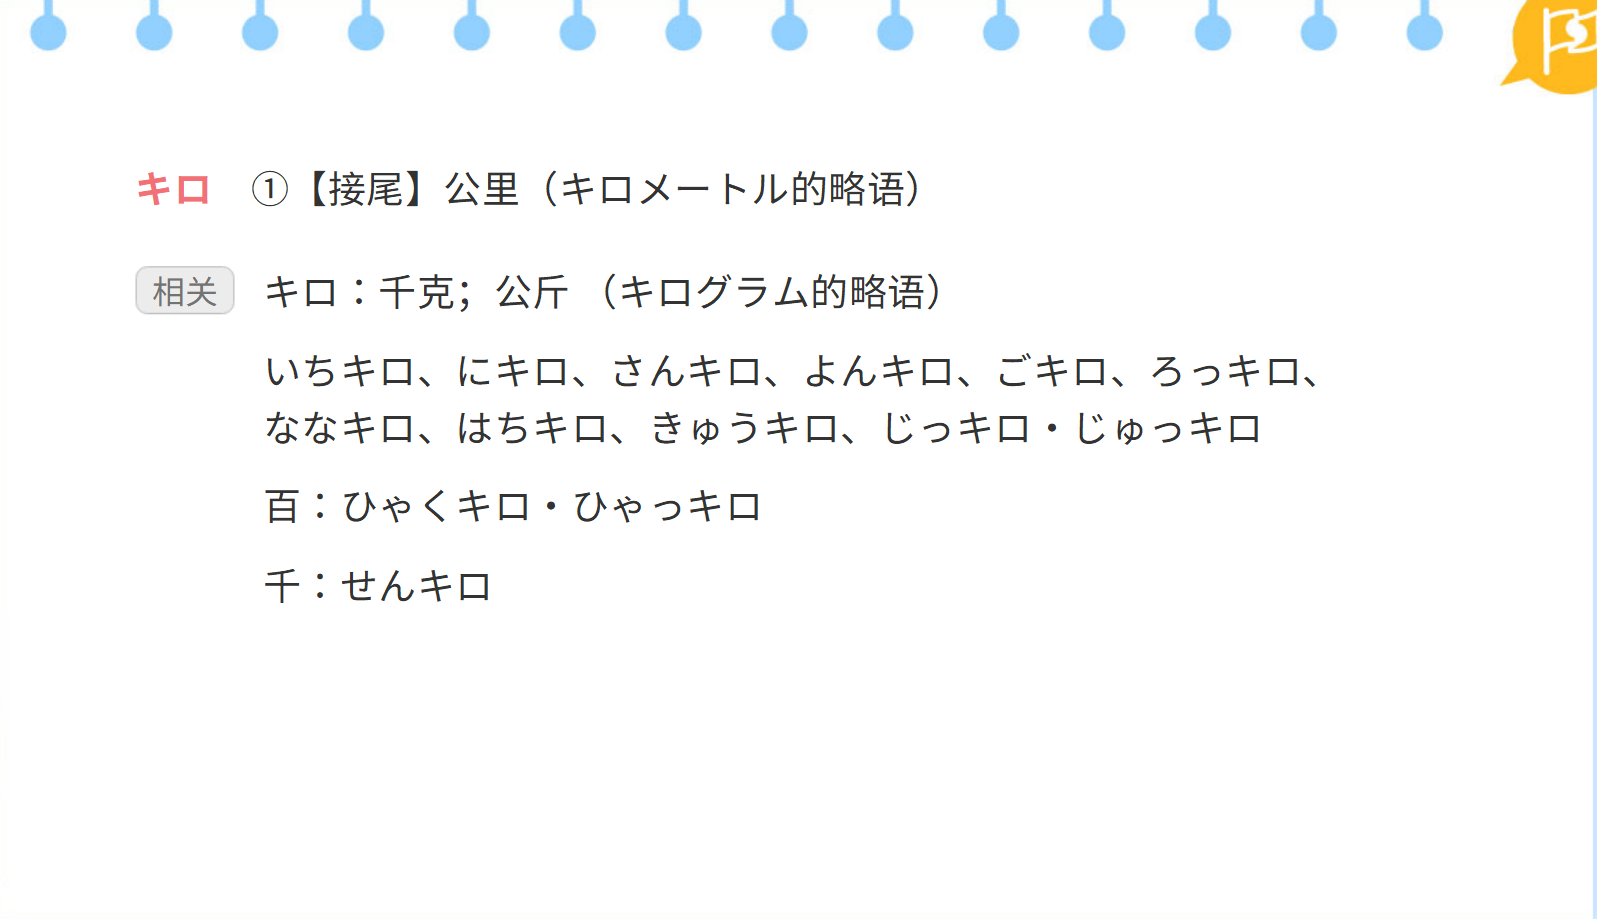 キロ ①【接尾】公里（キロメートル的略语）
相关 キロ：千克；公斤 （キログラム的略语）
いちキロ、にキロ、さんキロ、よんキロ、ごキロ、ろっキロ、
ななキロ、はちキロ、きゅうキロ、じっキロ・じゅっキロ
百：ひゃくキロ・ひゃっキロ
千：せんキロ